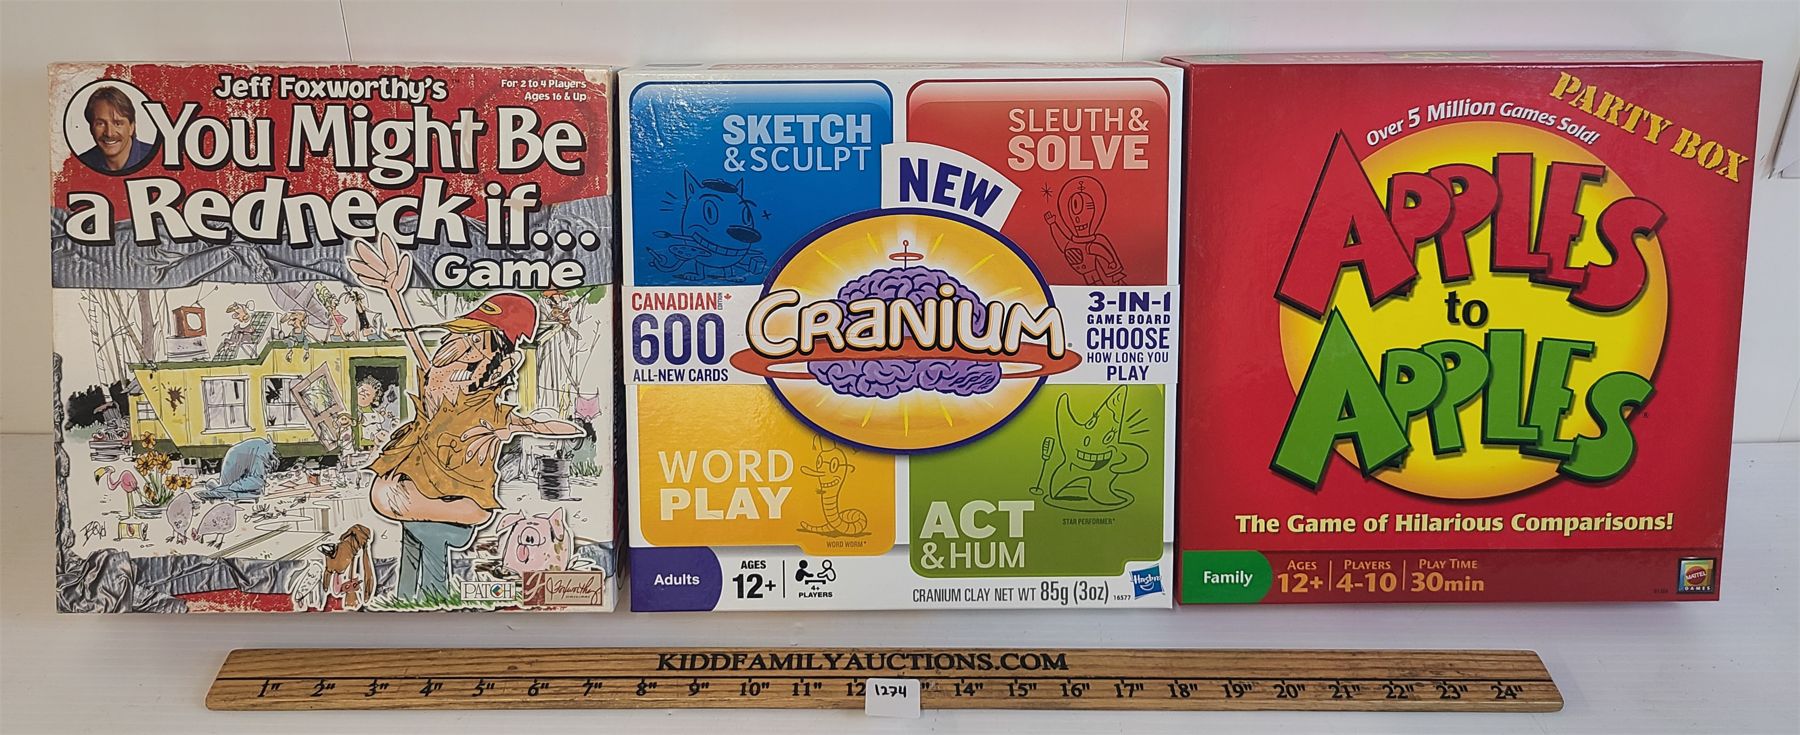 Jeff Foxworthy's
For 2 to 4 Players
Ages 16 & Up
You Might Be
a Redneck if...
Game
PATCH
Foxworthy
SKETCH
& SCULPT
SLEUTH &
SOLVE
NEW
CANADIAN EDITION
600
ALL-NEW CARDS
CRANIUM
3-IN-1
GAME BOARD
CHOOSE
HOW LONG YOU
PLAY
WORD
PLAY
WORD WORM
ACT
& HUM
STAR PERFORMER
Adults
AGES
12+
4+
PLAYERS
CRANIUM CLAY NET WT 85g (3oz)
16577
Hasbro
PARTY BOX
Over 5 Million Games Sold!
APPLES
to
APPLES
The Game of Hilarious Comparisons!
Family
AGES
12+
PLAYERS
4-10
PLAY TIME
30min
MATTEL
GAMES
KIDDFAMILYAUCTIONS.COM
1" 2" 3" 4" 5" 6" 7" 8" 9" 10" 11" 12 " 14" 15" 16" 17" 18" 19" 20" 21" 22" 23" 24"
1274